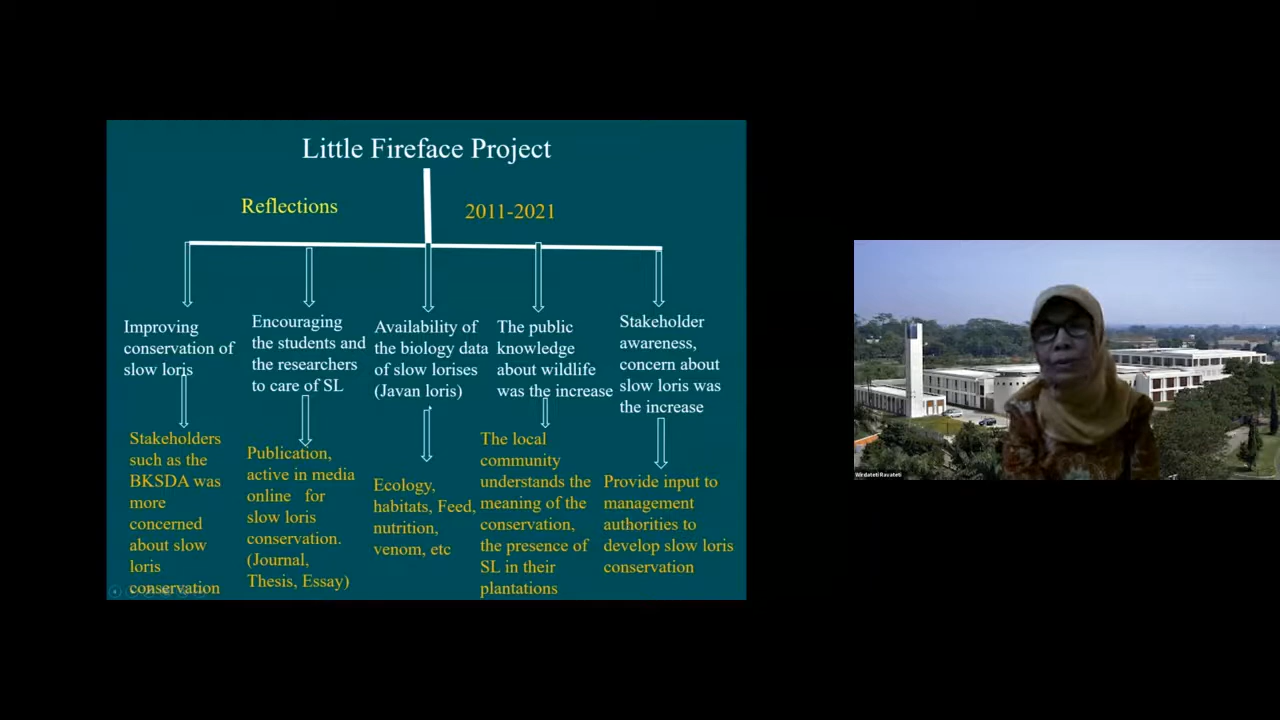 Little Fireface Project
Reflections
2011-2021
Improving
conservation of
slow loris
Encouraging
the students and
the researchers
to care of SL
Availability of
the biology data
of slow lorises
(Javan loris)
The public
knowledge
about wildlife
was the increase
Stakeholder
awareness,
concern about
slow loris was
the increase
Stakeholders
such as the
BKSDA was
more
concerned
about slow
loris
conservation
Publication,
active in media
online for
slow loris
conservation.
(Journal,
Thesis, Essay)
Ecology,
habitats, Feed,
nutrition,
venom, etc
The local
community
understands the
meaning of the
conservation,
the presence of
SL in their
plantations
Provide input to
management
authorities to
develop slow loris
conservation
Wirdateti Raxateti